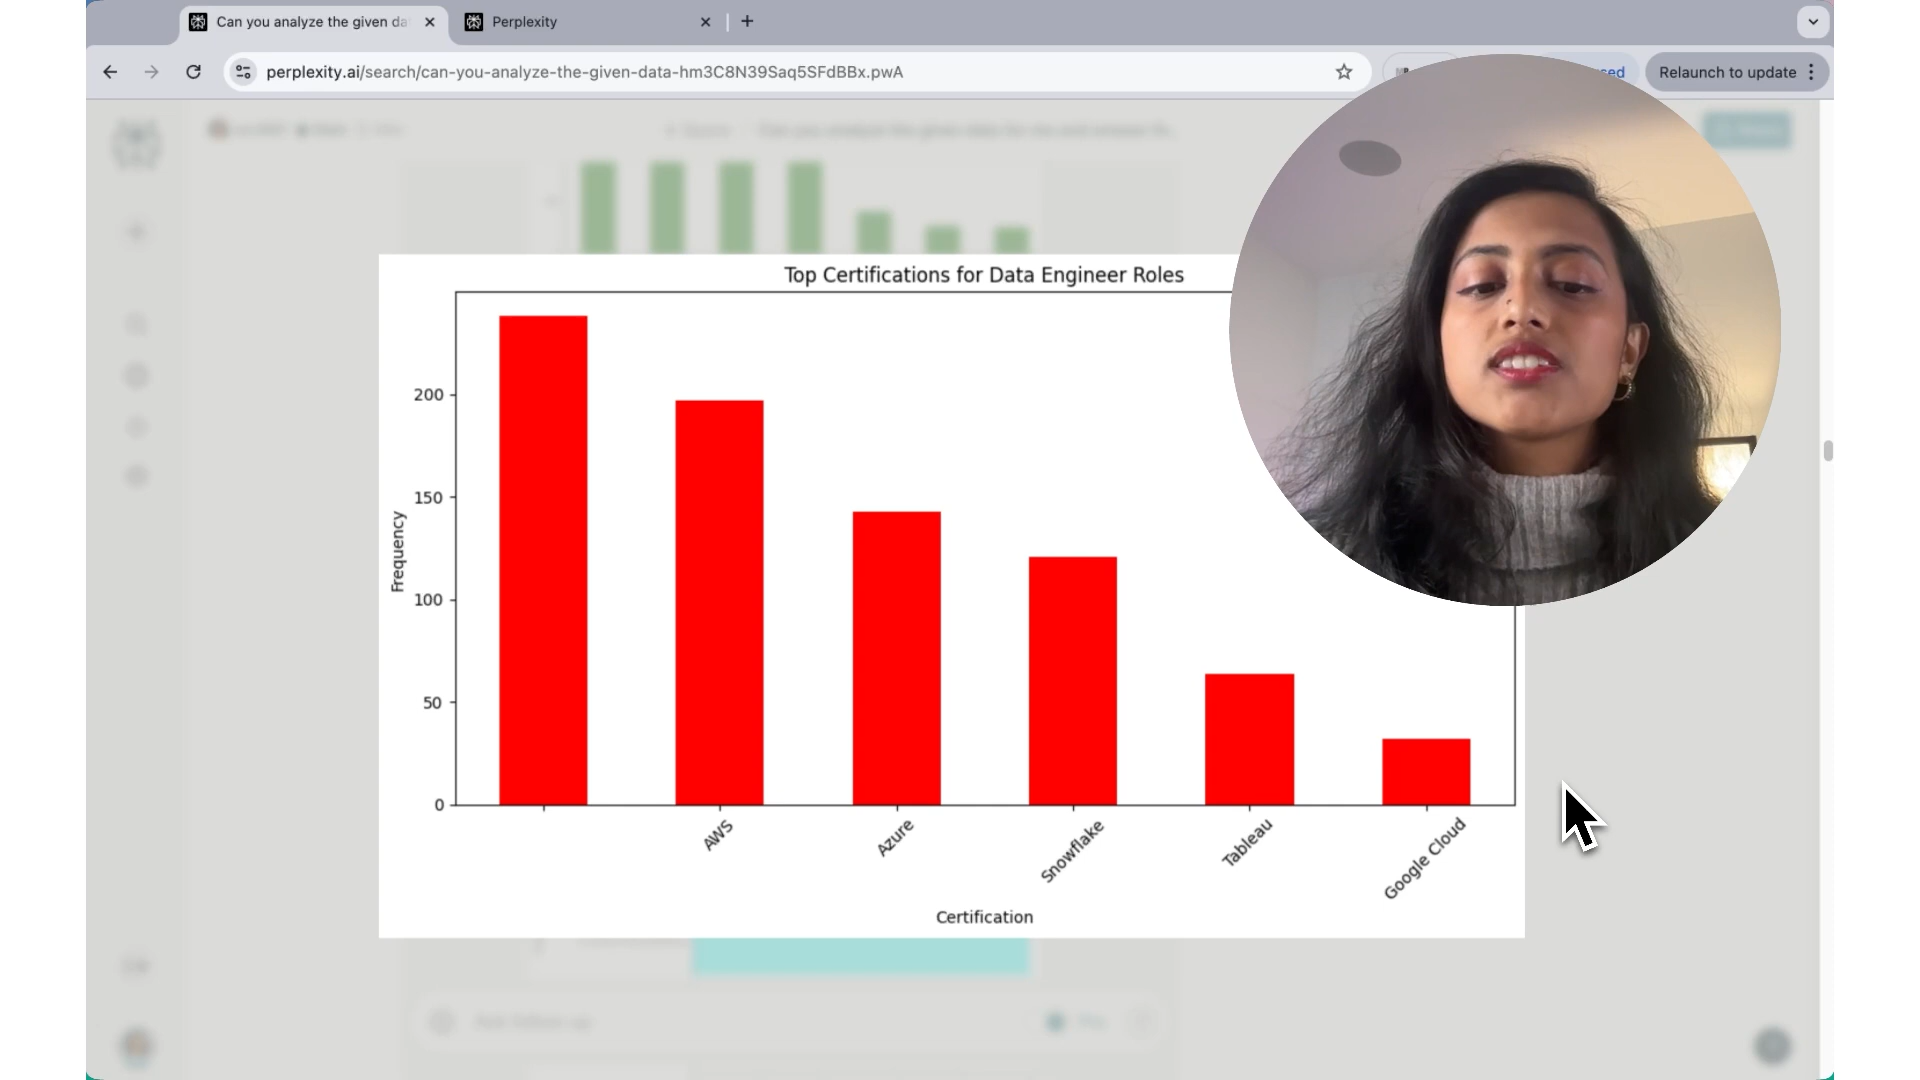 Can you analyze the given da
Perplexity
perplexity.ai/search/can-you-analyze-the-given-data-hm3C8N39Saq5SFdBBx.pwA
Relaunch to update
Top Certifications for Data Engineer Roles
200
150
100
50
0
Frequency
AWS
Azure
Snowflake
Tableau
Google Cloud
Certification